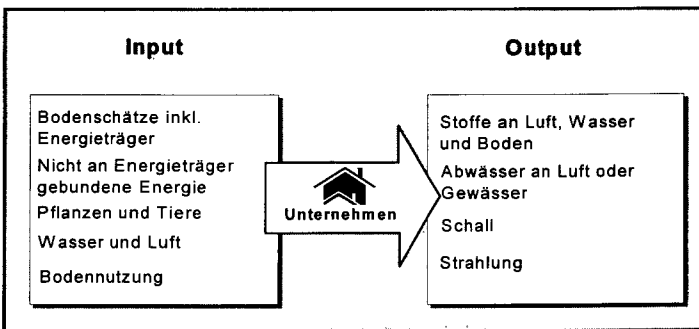 Input
Bodenschätze inkl.
Energieträger
Nicht an Energieträger
gebundene Energie
Pflanzen und Tiere
Wasser und Luft
Bodennutzung
Unternehmen
Output
Stoffe an Luft, Wasser
und Boden
Abwässer an Luft oder
Gewässer
Schall
Strahlung